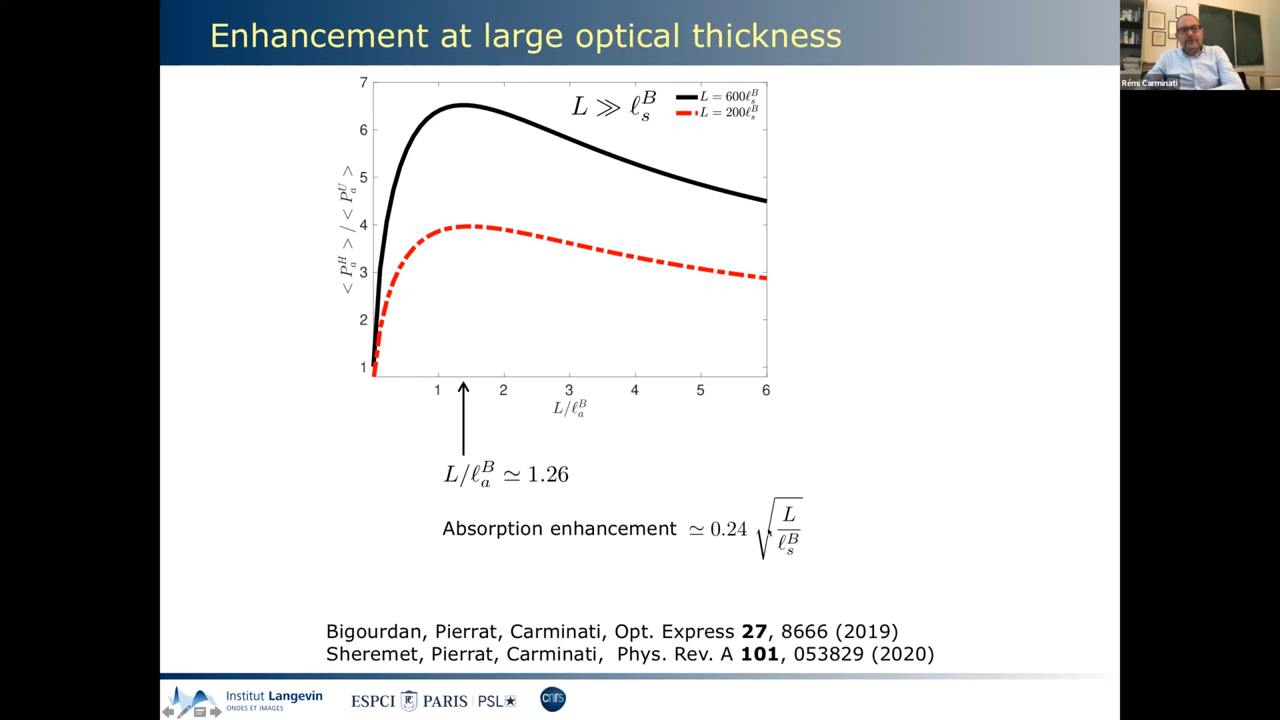 Enhancement at large optical thickness
Rémi Carminati
7
6
5
4
3
2
1
< P_a^H > / < P_a^U >
L ≫ ℓ_s^B
L = 600ℓ_s^B
L = 200ℓ_s^B
1 2 3 4 5 6
L/ℓ_a^B
L/ℓ_a^B ≃ 1.26
Absorption enhancement ≃ 0.24 √(L/ℓ_s^B)
Bigourdan, Pierrat, Carminati, Opt. Express 27, 8666 (2019)
Sheremet, Pierrat, Carminati, Phys. Rev. A 101, 053829 (2020)
Institut Langevin
ONDES ET IMAGES
ESPCI PARIS PSL
cnrs